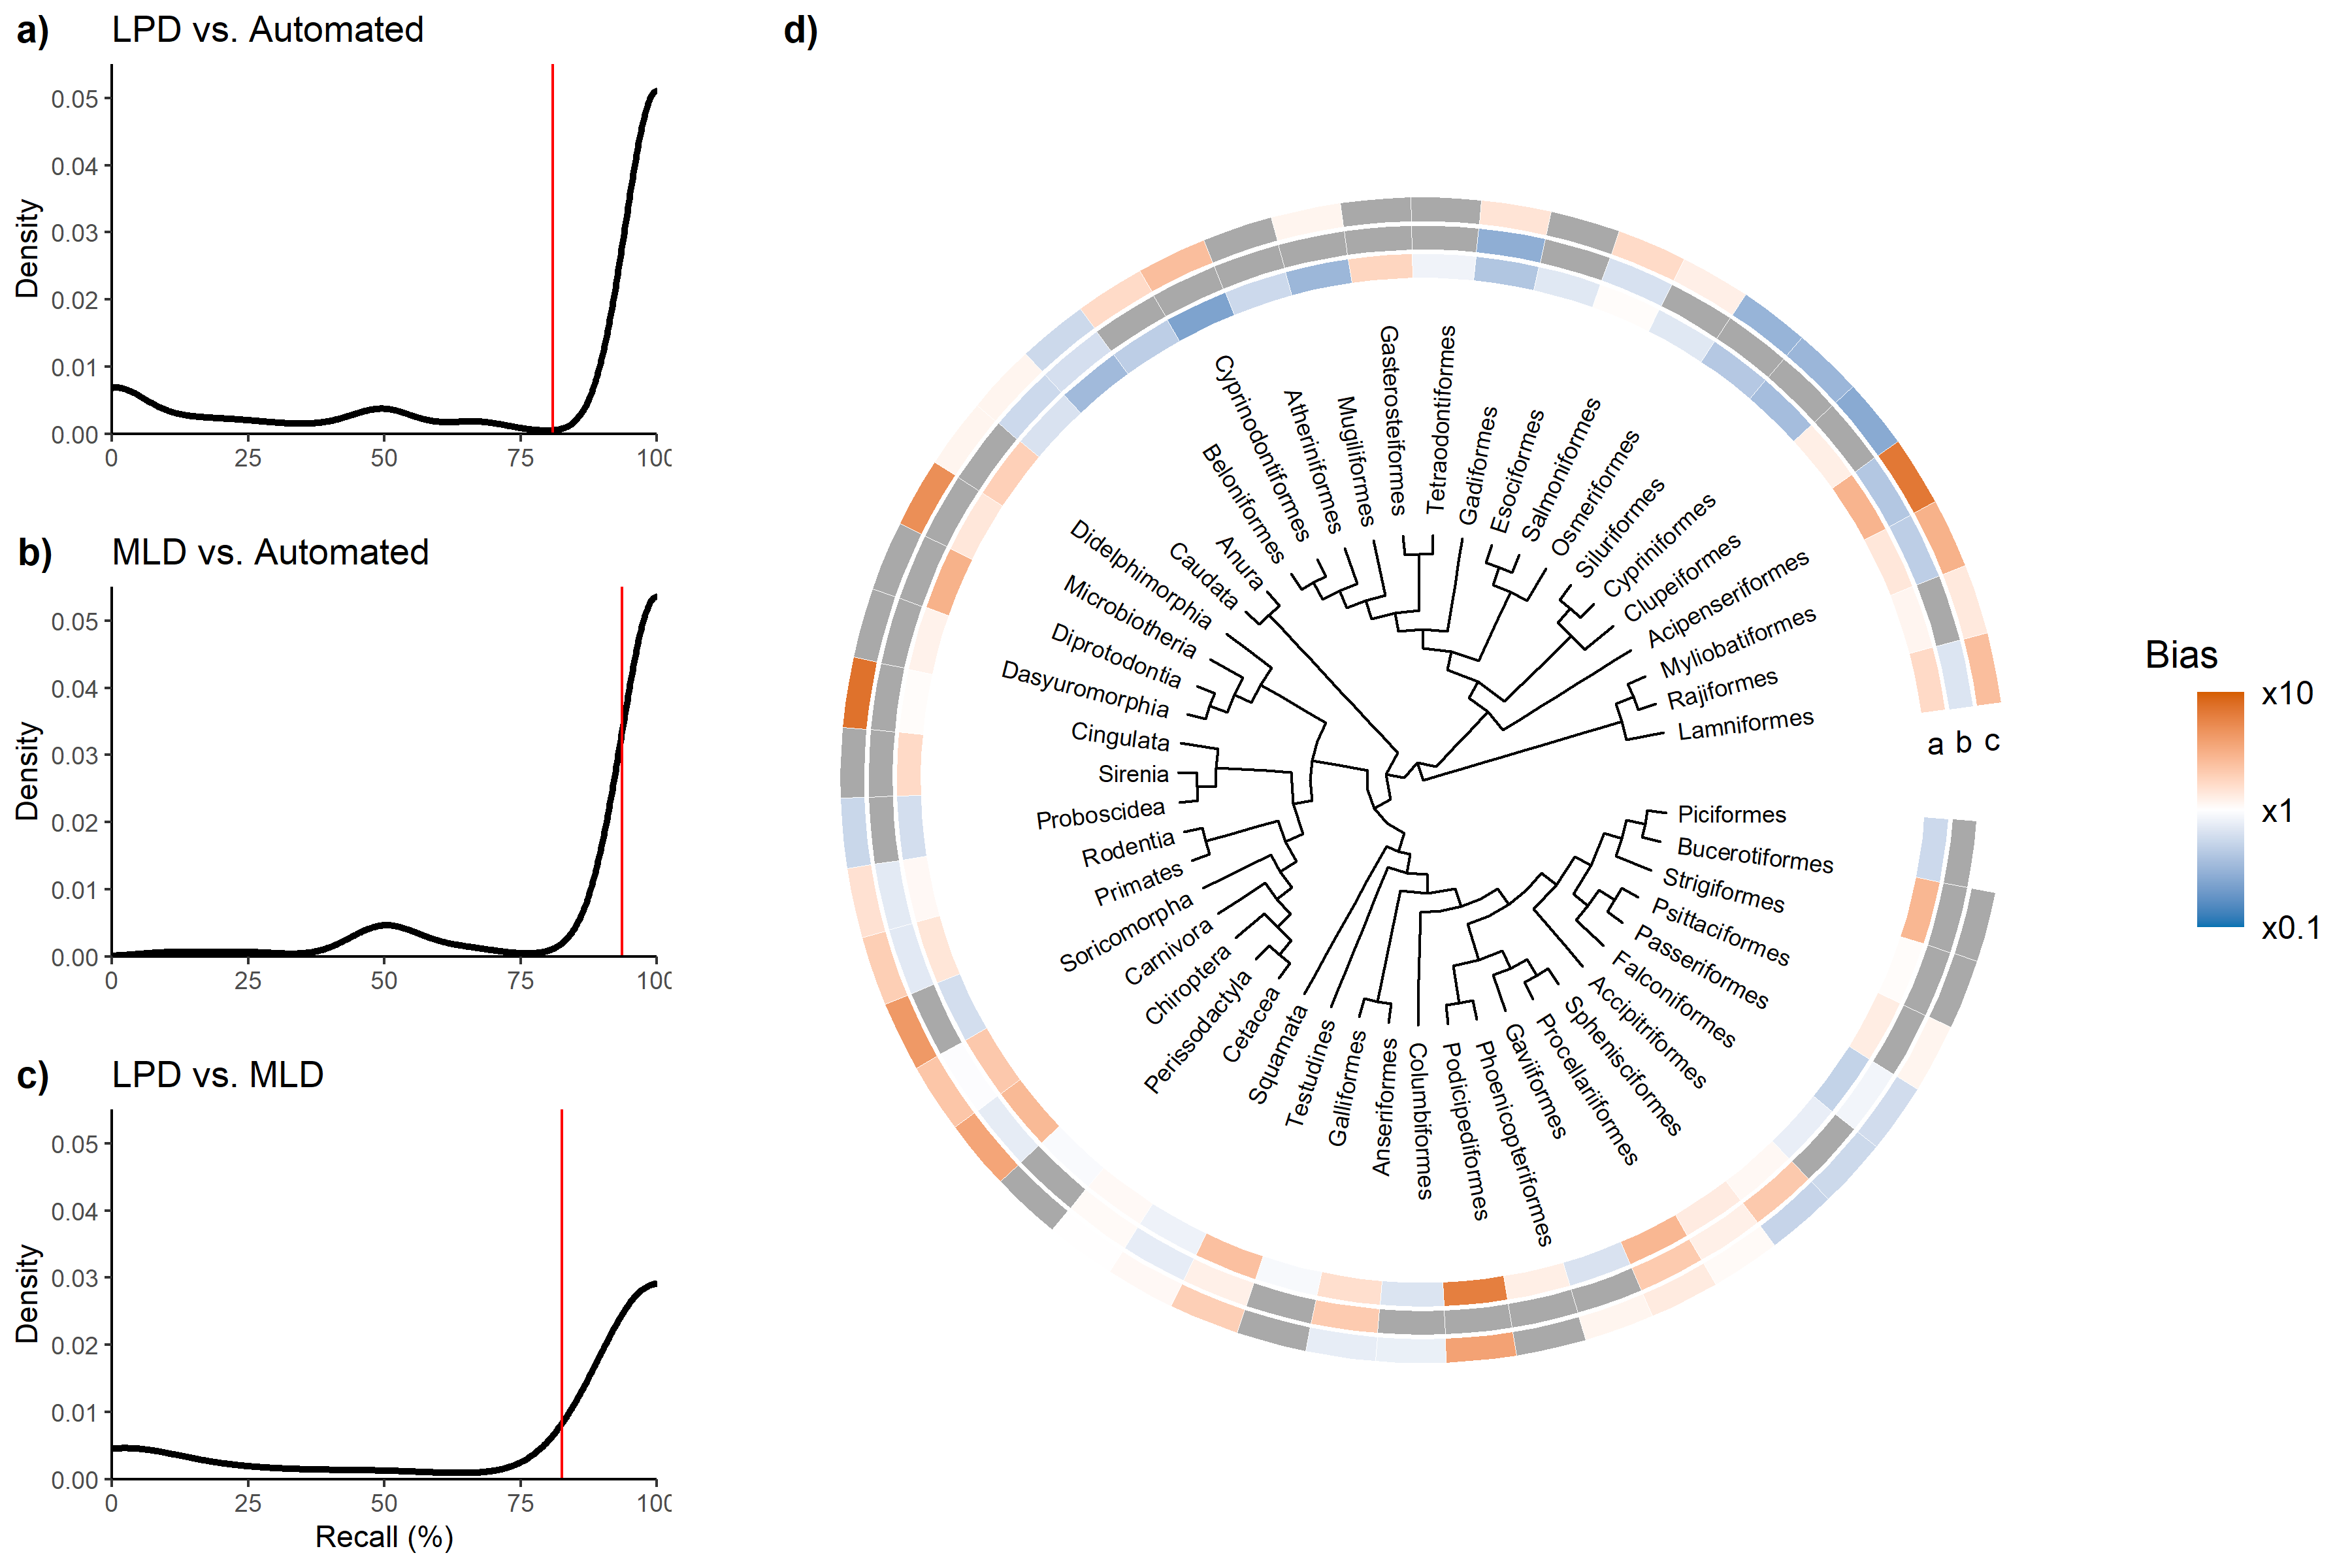 a)
LPD vs. Automated
Density
0.05
0.04
0.03
0.02
0.01
0.00
0
25
50
75
100
b)
MLD vs. Automated
Density
0.05
0.04
0.03
0.02
0.01
0.00
0
25
50
75
100
c)
LPD vs. MLD
Density
0.05
0.04
0.03
0.02
0.01
0.00
0
25
50
75
100
Recall (%)
d)
Lamniformes
Rajiformes
Myliobatiformes
Acipenseriformes
Clupeiformes
Cypriniformes
Siluriformes
Osmeriformes
Salmoniformes
Esociformes
Gadiformes
Tetraodontiformes
Gasterosteiformes
Mugiliformes
Atheriniformes
Cyprinodontiformes
Beloniformes
Anura
Caudata
Didelphimorphia
Microbiotheria
Diprotodontia
Dasyuromorphia
Cingulata
Sirenia
Proboscidea
Rodentia
Primates
Soricomorpha
Carnivora
Chiroptera
Perissodactyla
Cetacea
Squamata
Testudines
Galliformes
Anseriformes
Columbiformes
Podicipediformes
Phoenicopteriformes
Gaviiformes
Procellariiformes
Sphenisciformes
Accipitriformes
Falconiformes
Passeriformes
Psittaciformes
Strigiformes
Bucerotiformes
Piciformes
a b c
Bias
x10
x1
x0.1